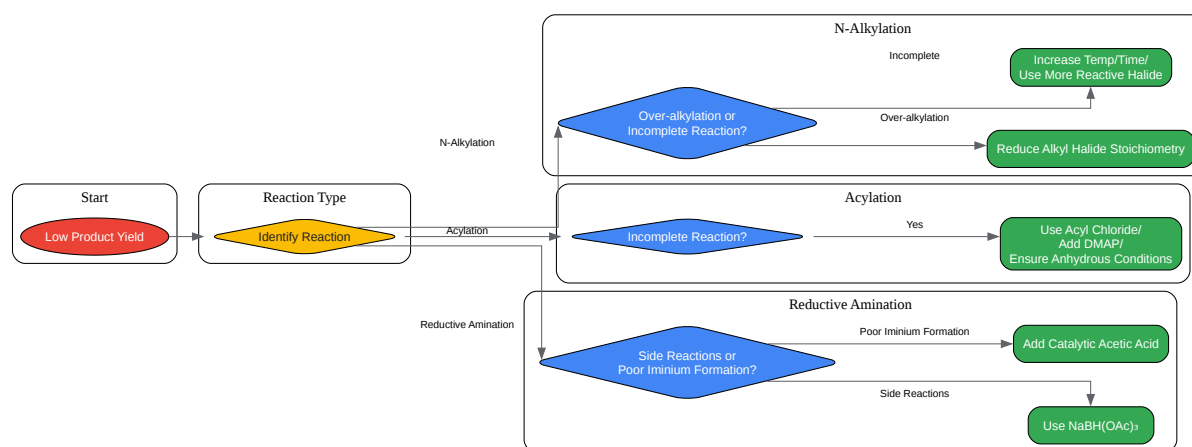 N-Alkylation
Incomplete
Increase Temp/Time/
Use More Reactive Halide
Over-alkylation or
Incomplete Reaction?
Over-alkylation
Reduce Alkyl Halide Stoichiometry
N-Alkylation
Start
Low Product Yield
Reaction Type
Identify Reaction
Acylation
Acylation
Incomplete Reaction?
Yes
Use Acyl Chloride/
Add DMAP/
Ensure Anhydrous Conditions
Reductive Amination
Reductive Amination
Side Reactions or
Poor Iminium Formation?
Poor Iminium Formation
Add Catalytic Acetic Acid
Side Reactions
Use NaBH(OAc)₃